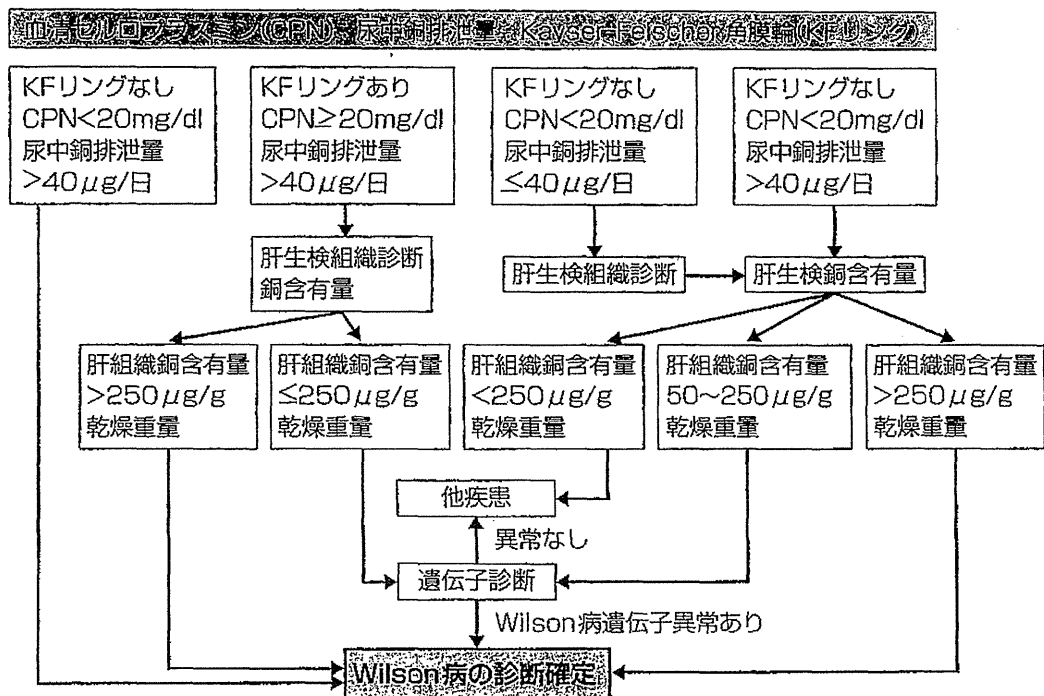 血清セルロプラスミン(CPN)、尿中銅排泄量、Kayser-Feischer角膜輪(KFリング)
KFリングなし
CPN<20mg/dl
尿中銅排泄量
>40μg/日
KFリングあり
CPN≥20mg/dl
尿中銅排泄量
>40μg/日
KFリングなし
CPN<20mg/dl
尿中銅排泄量
≤40μg/日
KFリングなし
CPN<20mg/dl
尿中銅排泄量
>40μg/日
肝生検組織診断
銅含有量
肝生検組織診断
肝生検銅含有量
肝組織銅含有量
>250μg/g
乾燥重量
肝組織銅含有量
≤250μg/g
乾燥重量
肝組織銅含有量
<250μg/g
乾燥重量
肝組織銅含有量
50~250μg/g
乾燥重量
肝組織銅含有量
>250μg/g
乾燥重量
他疾患
異常なし
遺伝子診断
Wilson病遺伝子異常あり
Wilson病の診断確定